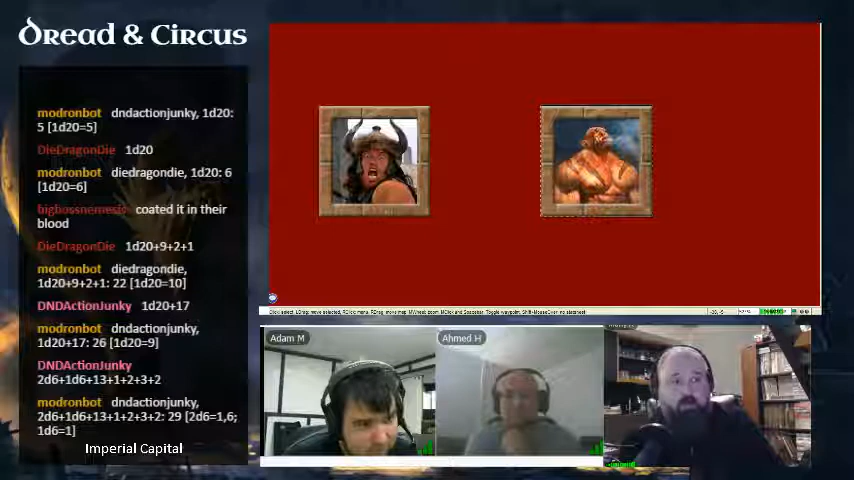 Dread & Circus
modronbot dndactionjunky, 1d20:
5 [1d20=5]
DieDragonDie 1d20
modronbot diedragondie, 1d20: 6
[1d20=6]
bigbossnemesis coated it in their
blood
DieDragonDie 1d20+9+2+1
modronbot diedragondie,
1d20+9+2+1: 22 [1d20=10]
DNDActionJunky 1d20+17
modronbot dndactionjunky,
1d20+17: 26 [1d20=9]
DNDActionJunky
2d6+1d6+13+1+2+3+2
modronbot dndactionjunky,
2d6+1d6+13+1+2+3+2: 29 [2d6=1,6;
1d6=1]
Imperial Capital
Adam M
Ahmed H